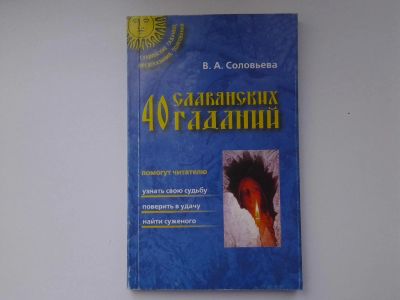 В. А. Соловьева
40 СЛАВЯНСКИХ
ГАДАНИЙ
помогут читателю
узнать свою судьбу
поверить в удачу
найти суженого